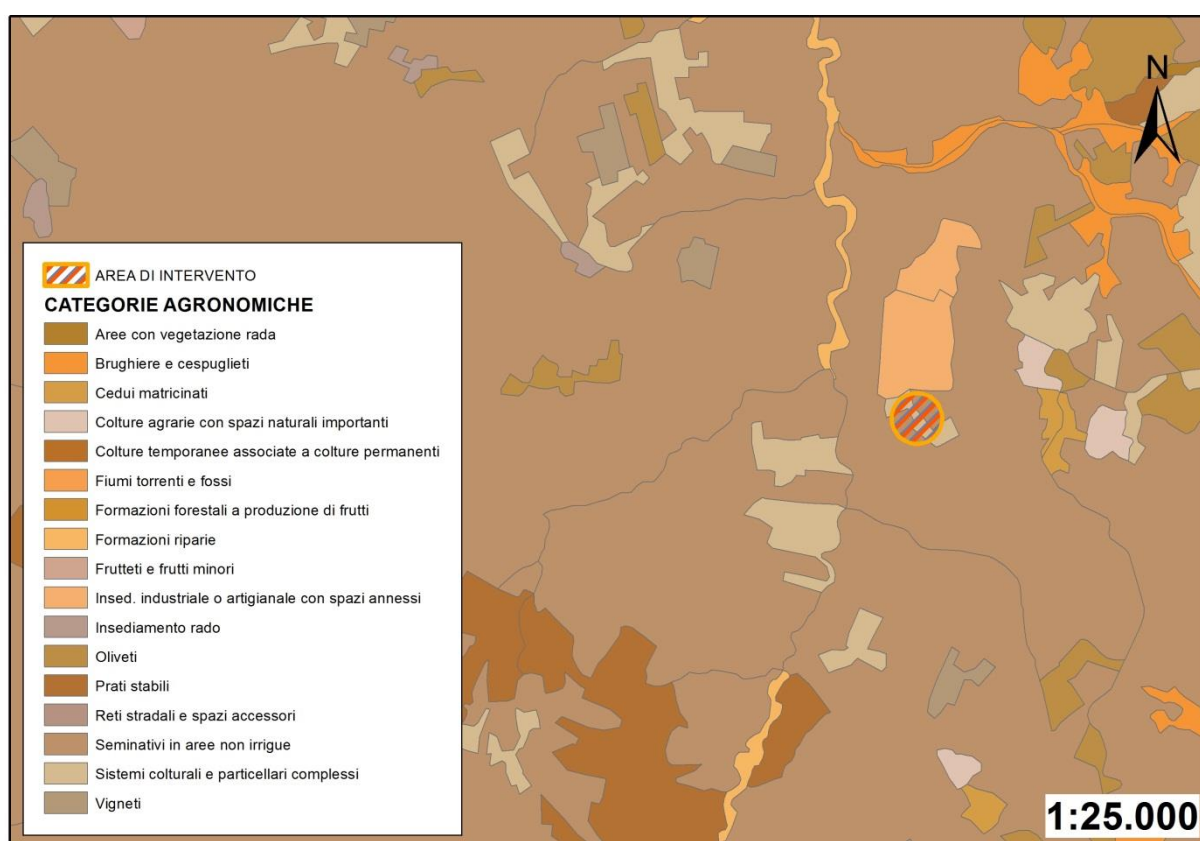 N
AREA DI INTERVENTO
CATEGORIE AGRONOMICHE
Aree con vegetazione rada
Brughiere e cespuglieti
Cedui matricinati
Colture agrarie con spazi naturali importanti
Colture temporanee associate a colture permanenti
Fiumi torrenti e fossi
Formazioni forestali a produzione di frutti
Formazioni riparie
Frutteti e frutti minori
Insed. industriale o artigianale con spazi annessi
Insediamento rado
Oliveti
Prati stabili
Reti stradali e spazi accessori
Seminativi in aree non irrigue
Sistemi colturali e particellari complessi
Vigneti
1:25.000